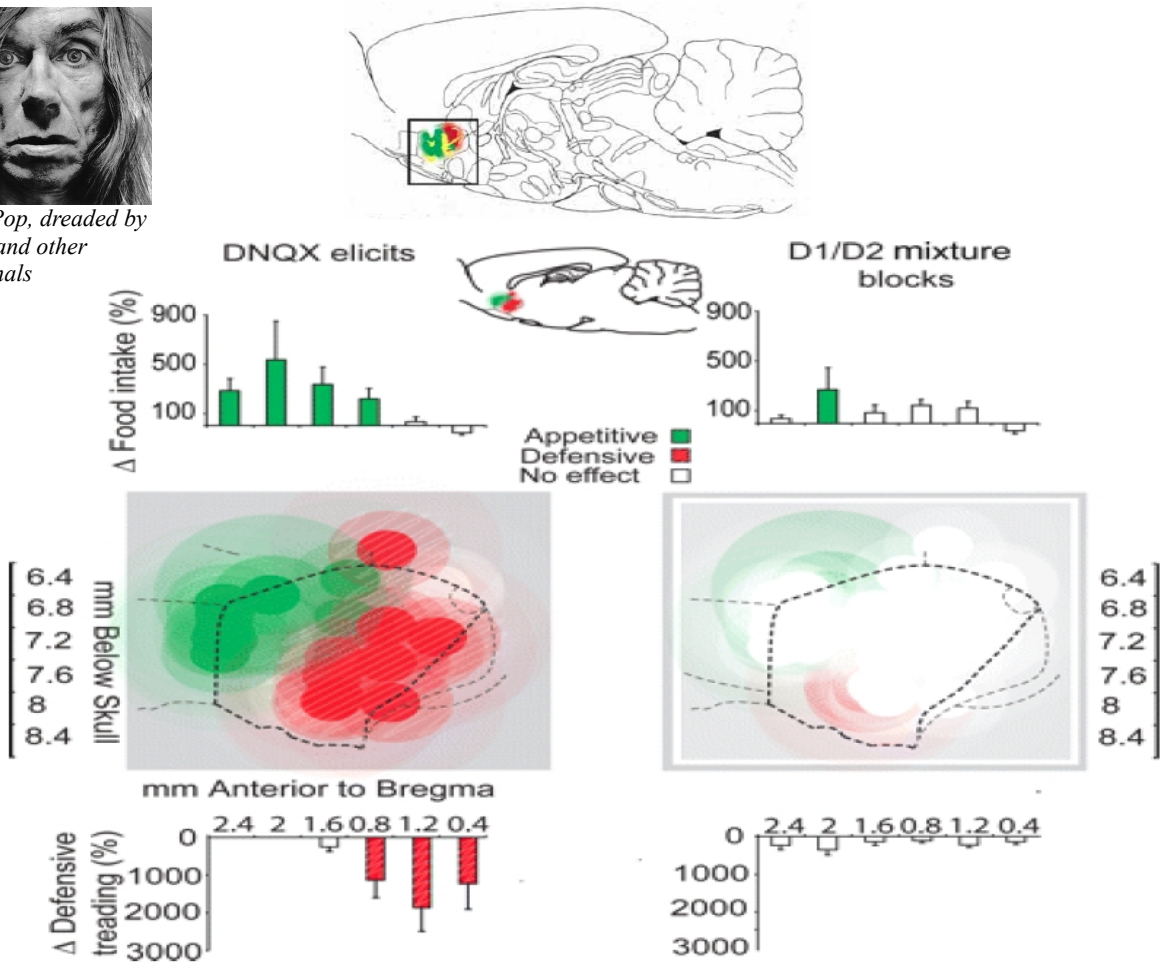 Pop, dreaded by
and other
nals
DNQX elicits
D1/D2 mixture
blocks
Δ Food intake (%)
900
500
100
900
500
100
Appetitive
Defensive
No effect
6.4
6.8
7.2
7.6
8
8.4
mm Below Skull
6.4
6.8
7.2
7.6
8
8.4
mm Anterior to Bregma
2.4 2 1.6 0.8 1.2 0.4
Δ Defensive
treading (%)
0
1000
2000
3000
2.4 2 1.6 0.8 1.2 0.4
0
1000
2000
3000